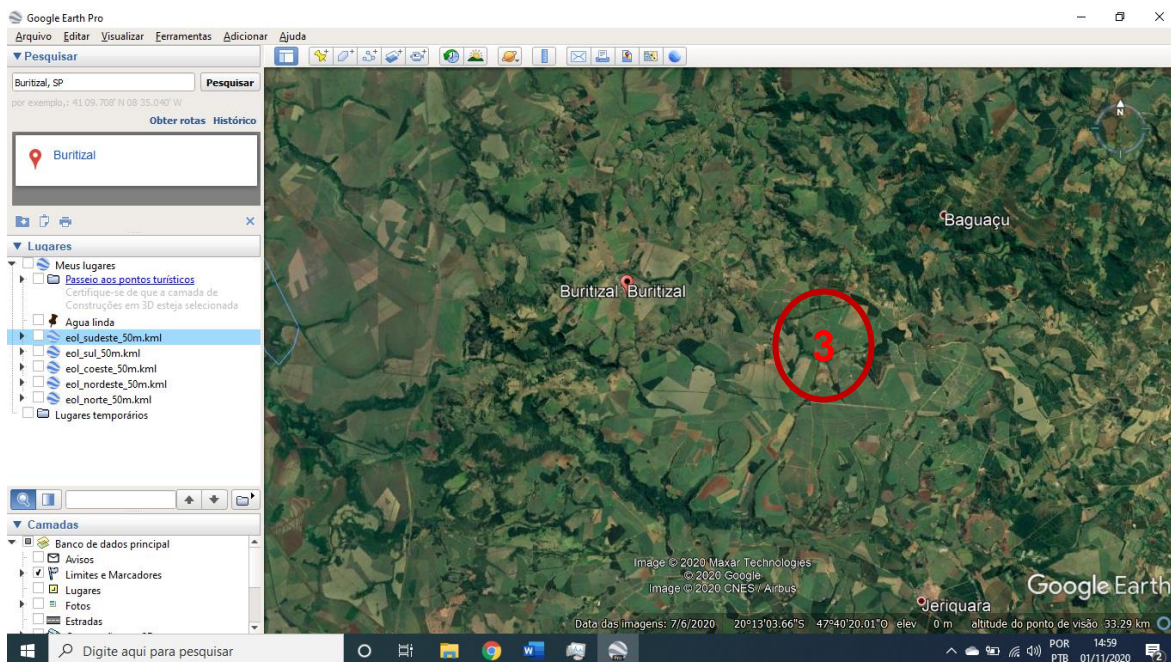 Google Earth Pro
Arquivo Editar Visualizar Ferramentas Adicionar Ajuda
Pesquisar
Buritizal, SP Pesquisar
por exemplo,: 41 09.708' N 08 35.040' W
Obter rotas Histórico
Buritizal
Lugares
Meus lugares
Passeio aos pontos turísticos
Certifique-se de que a camada de
Construções em 3D esteja selecionada
Agua linda
eol_sudeste_50m.kml
eol_sul_50m.kml
eol_coeste_50m.kml
eol_nordeste_50m.kml
eol_norte_50m.kml
Lugares temporários
Camadas
Banco de dados principal
Avisos
Limites e Marcadores
Lugares
Fotos
Estradas
N
Baguaçu
Buritizal Buritizal
3
Image © 2020 Maxar Technologies
© 2020 Google
Image © 2020 CNES / Airbus
Google Earth
Jeriquara
Data das imagens: 7/6/2020 20°13'03.66"S 47°40'20.01"O elev 0 m altitude do ponto de visão 33.29 km
Digite aqui para pesquisar
POR
PTB
14:59
01/11/2020
2